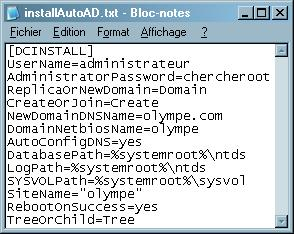 installAutoAD.txt - Bloc-notes
Fichier Edition Format Affichage ?
[DCINSTALL]
UserName=administrateur
AdministratorPassword=chercheroot
ReplicaOrNewDomain=Domain
CreateOrJoin=Create
NewDomainDNSName=olympe.com
DomainNetbiosName=olympe
AutoConfigDNS=yes
DatabasePath=%systemroot%\ntds
LogPath=%systemroot%\ntds
SYSVOLPath=%systemroot%\sysvol
SiteName="olympe"
RebootOnSuccess=yes
TreeOrChild=Tree